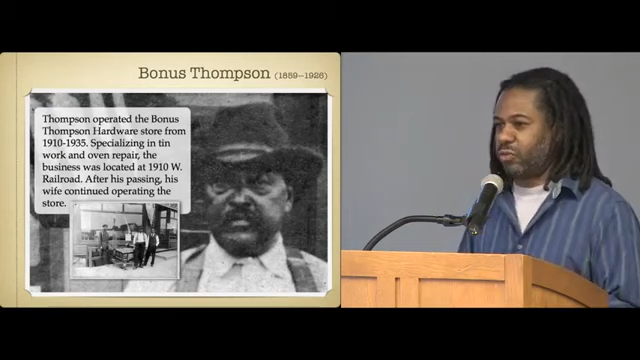 Bonus Thompson (1859–1926)
Thompson operated the Bonus
Thompson Hardware store from
1910-1935. Specializing in tin
work and oven repair, the
business was located at 1910 W.
Railroad. After his passing, his
wife continued operating the
store.